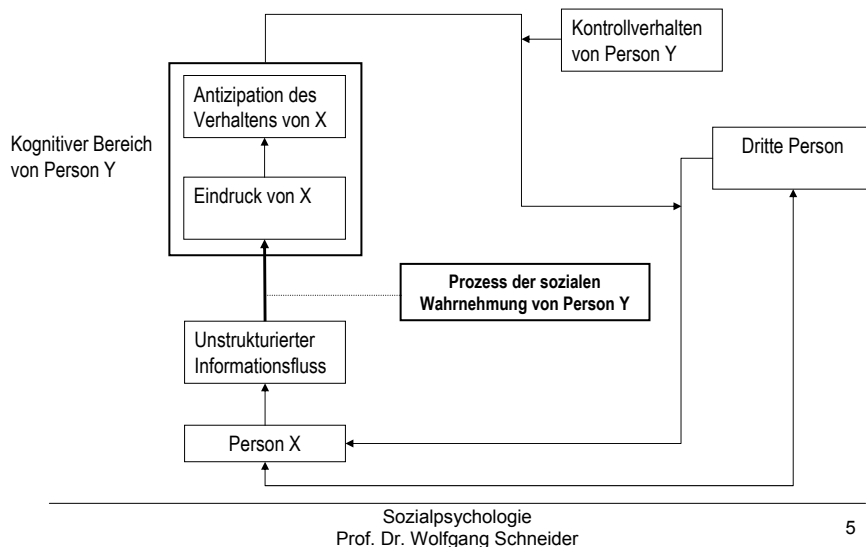 Kontrollverhalten
von Person Y
Antizipation des
Verhaltens von X
Kognitiver Bereich
von Person Y
Dritte Person
Eindruck von X
Prozess der sozialen
Wahrnehmung von Person Y
Unstrukturierter
Informationsfluss
Person X
Sozialpsychologie
Prof. Dr. Wolfgang Schneider
5